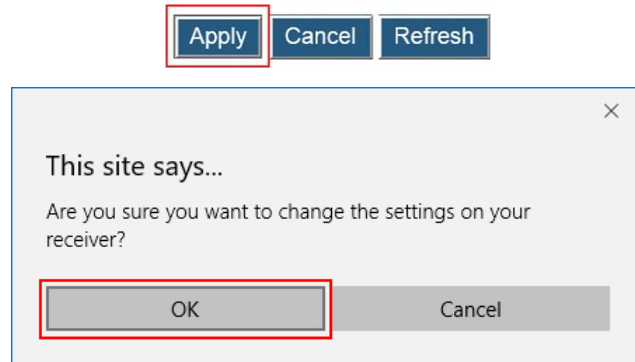 Apply Cancel Refresh
This site says...
Are you sure you want to change the settings on your
receiver?
OK Cancel